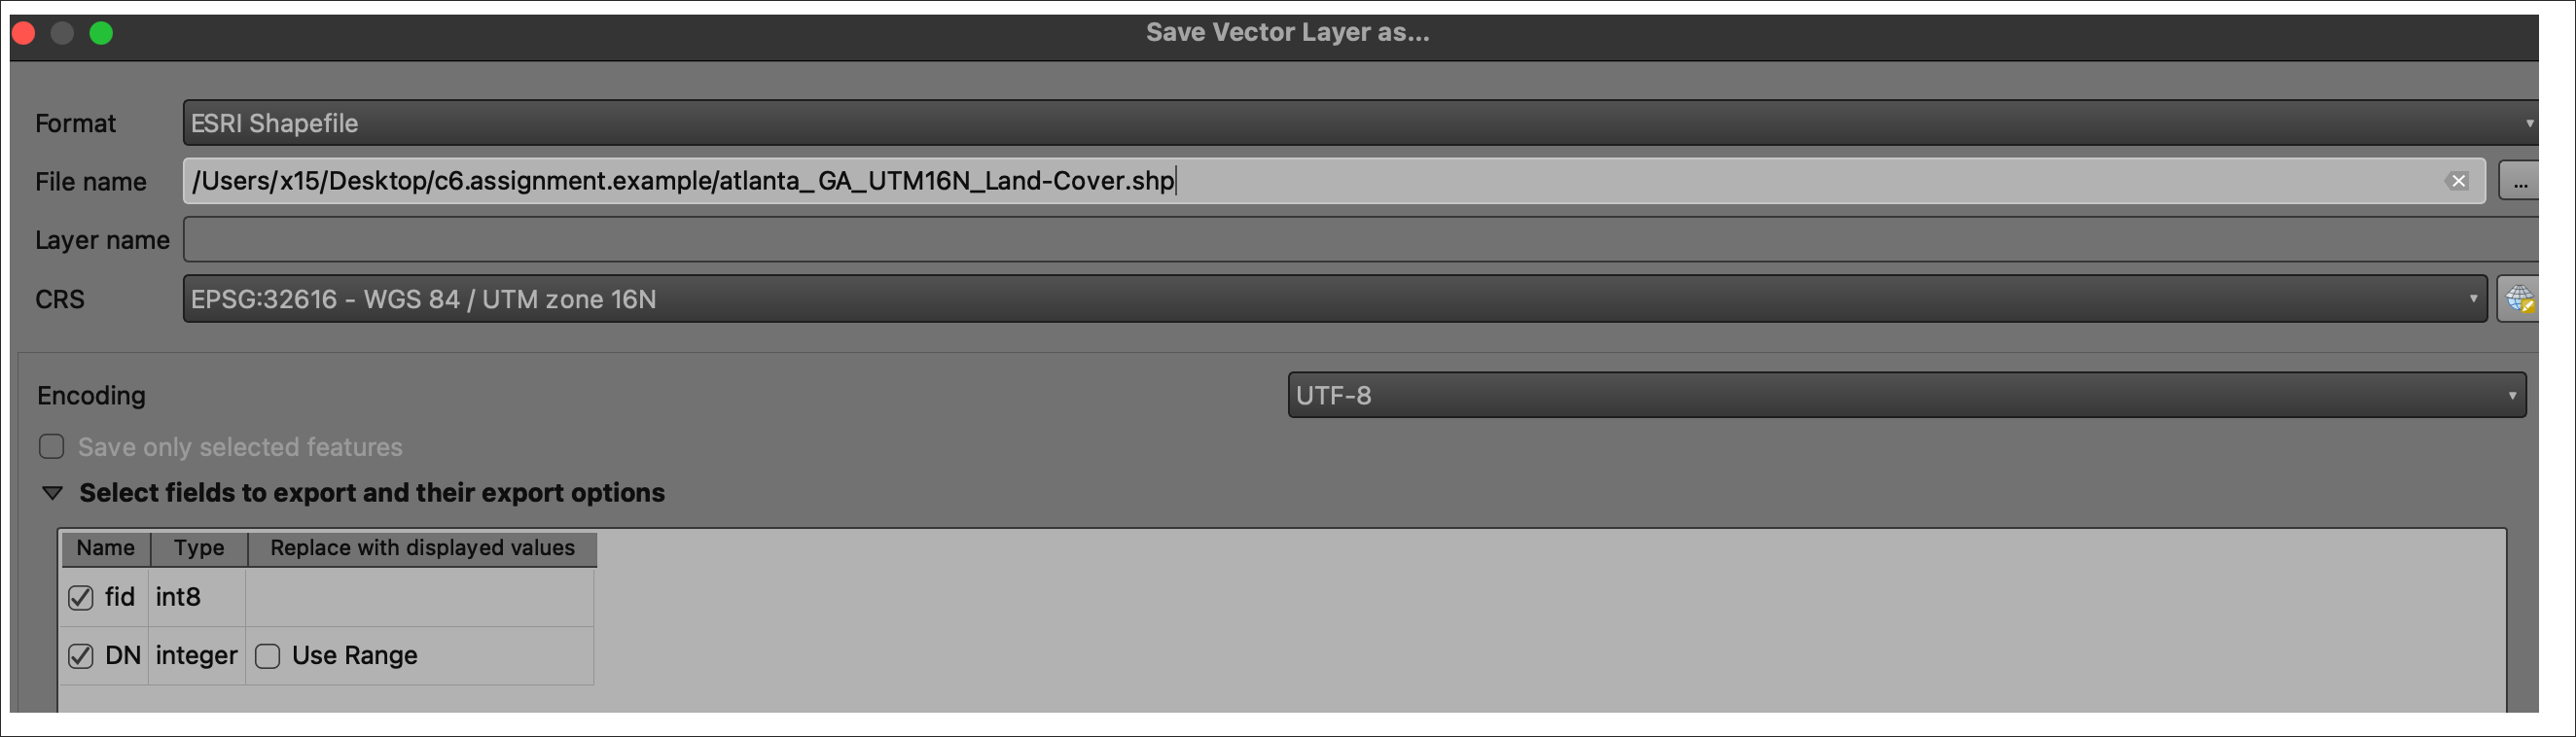 Save Vector Layer as...
Format ESRI Shapefile
File name /Users/x15/Desktop/c6.assignment.example/atlanta_GA_UTM16N_Land-Cover.shp ...
Layer name
CRS EPSG:32616 - WGS 84 / UTM zone 16N
Encoding UTF-8
Save only selected features
Select fields to export and their export options
Name Type Replace with displayed values
fid int8
DN integer Use Range